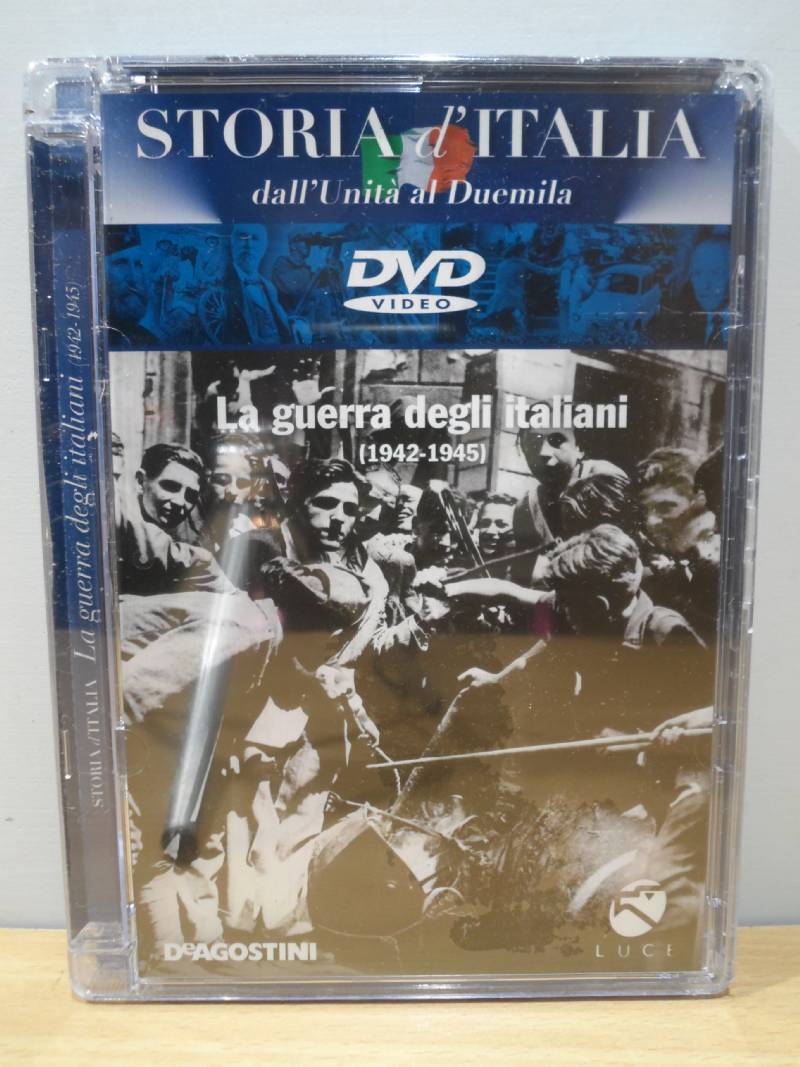 STORIA d'ITALIA
dall'Unità al Duemila
DVD
VIDEO
La guerra degli italiani
(1942-1945)
DeAGOSTINI
LUCE
STORIA d'ITALIA La guerra degli italiani (1942-1945)